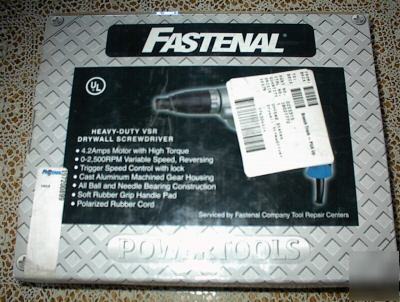 FASTENAL
UL
HEAVY-DUTY VSR
DRYWALL SCREWDRIVER
• 4.2Amps Motor with High Torque
• 0-2,500RPM Variable Speed, Reversing
• Trigger Speed Control with lock
• Cast Aluminum Machined Gear Housing
• All Ball and Needle Bearing Construction
• Soft Rubber Grip Handle Pad
• Polarized Rubber Cord
Serviced by Fastenal Company Tool Repair Centers
POWER TOOLS